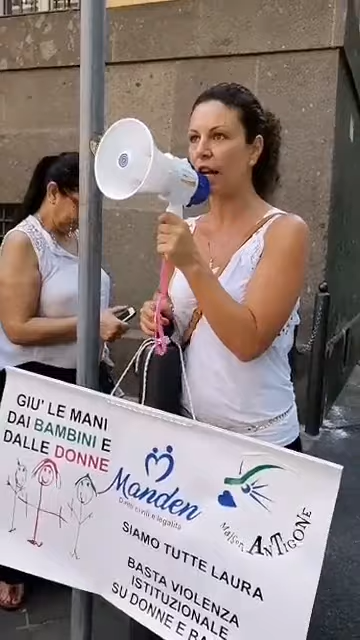 GIU' LE MANI
DAI BAMBINI E
DALLE DONNE
Manden
Diritti civili e legalità
Maison
ANTIGONE
SIAMO TUTTE LAURA
BASTA VIOLENZA
ISTITUZIONALE
SU DONNE E B